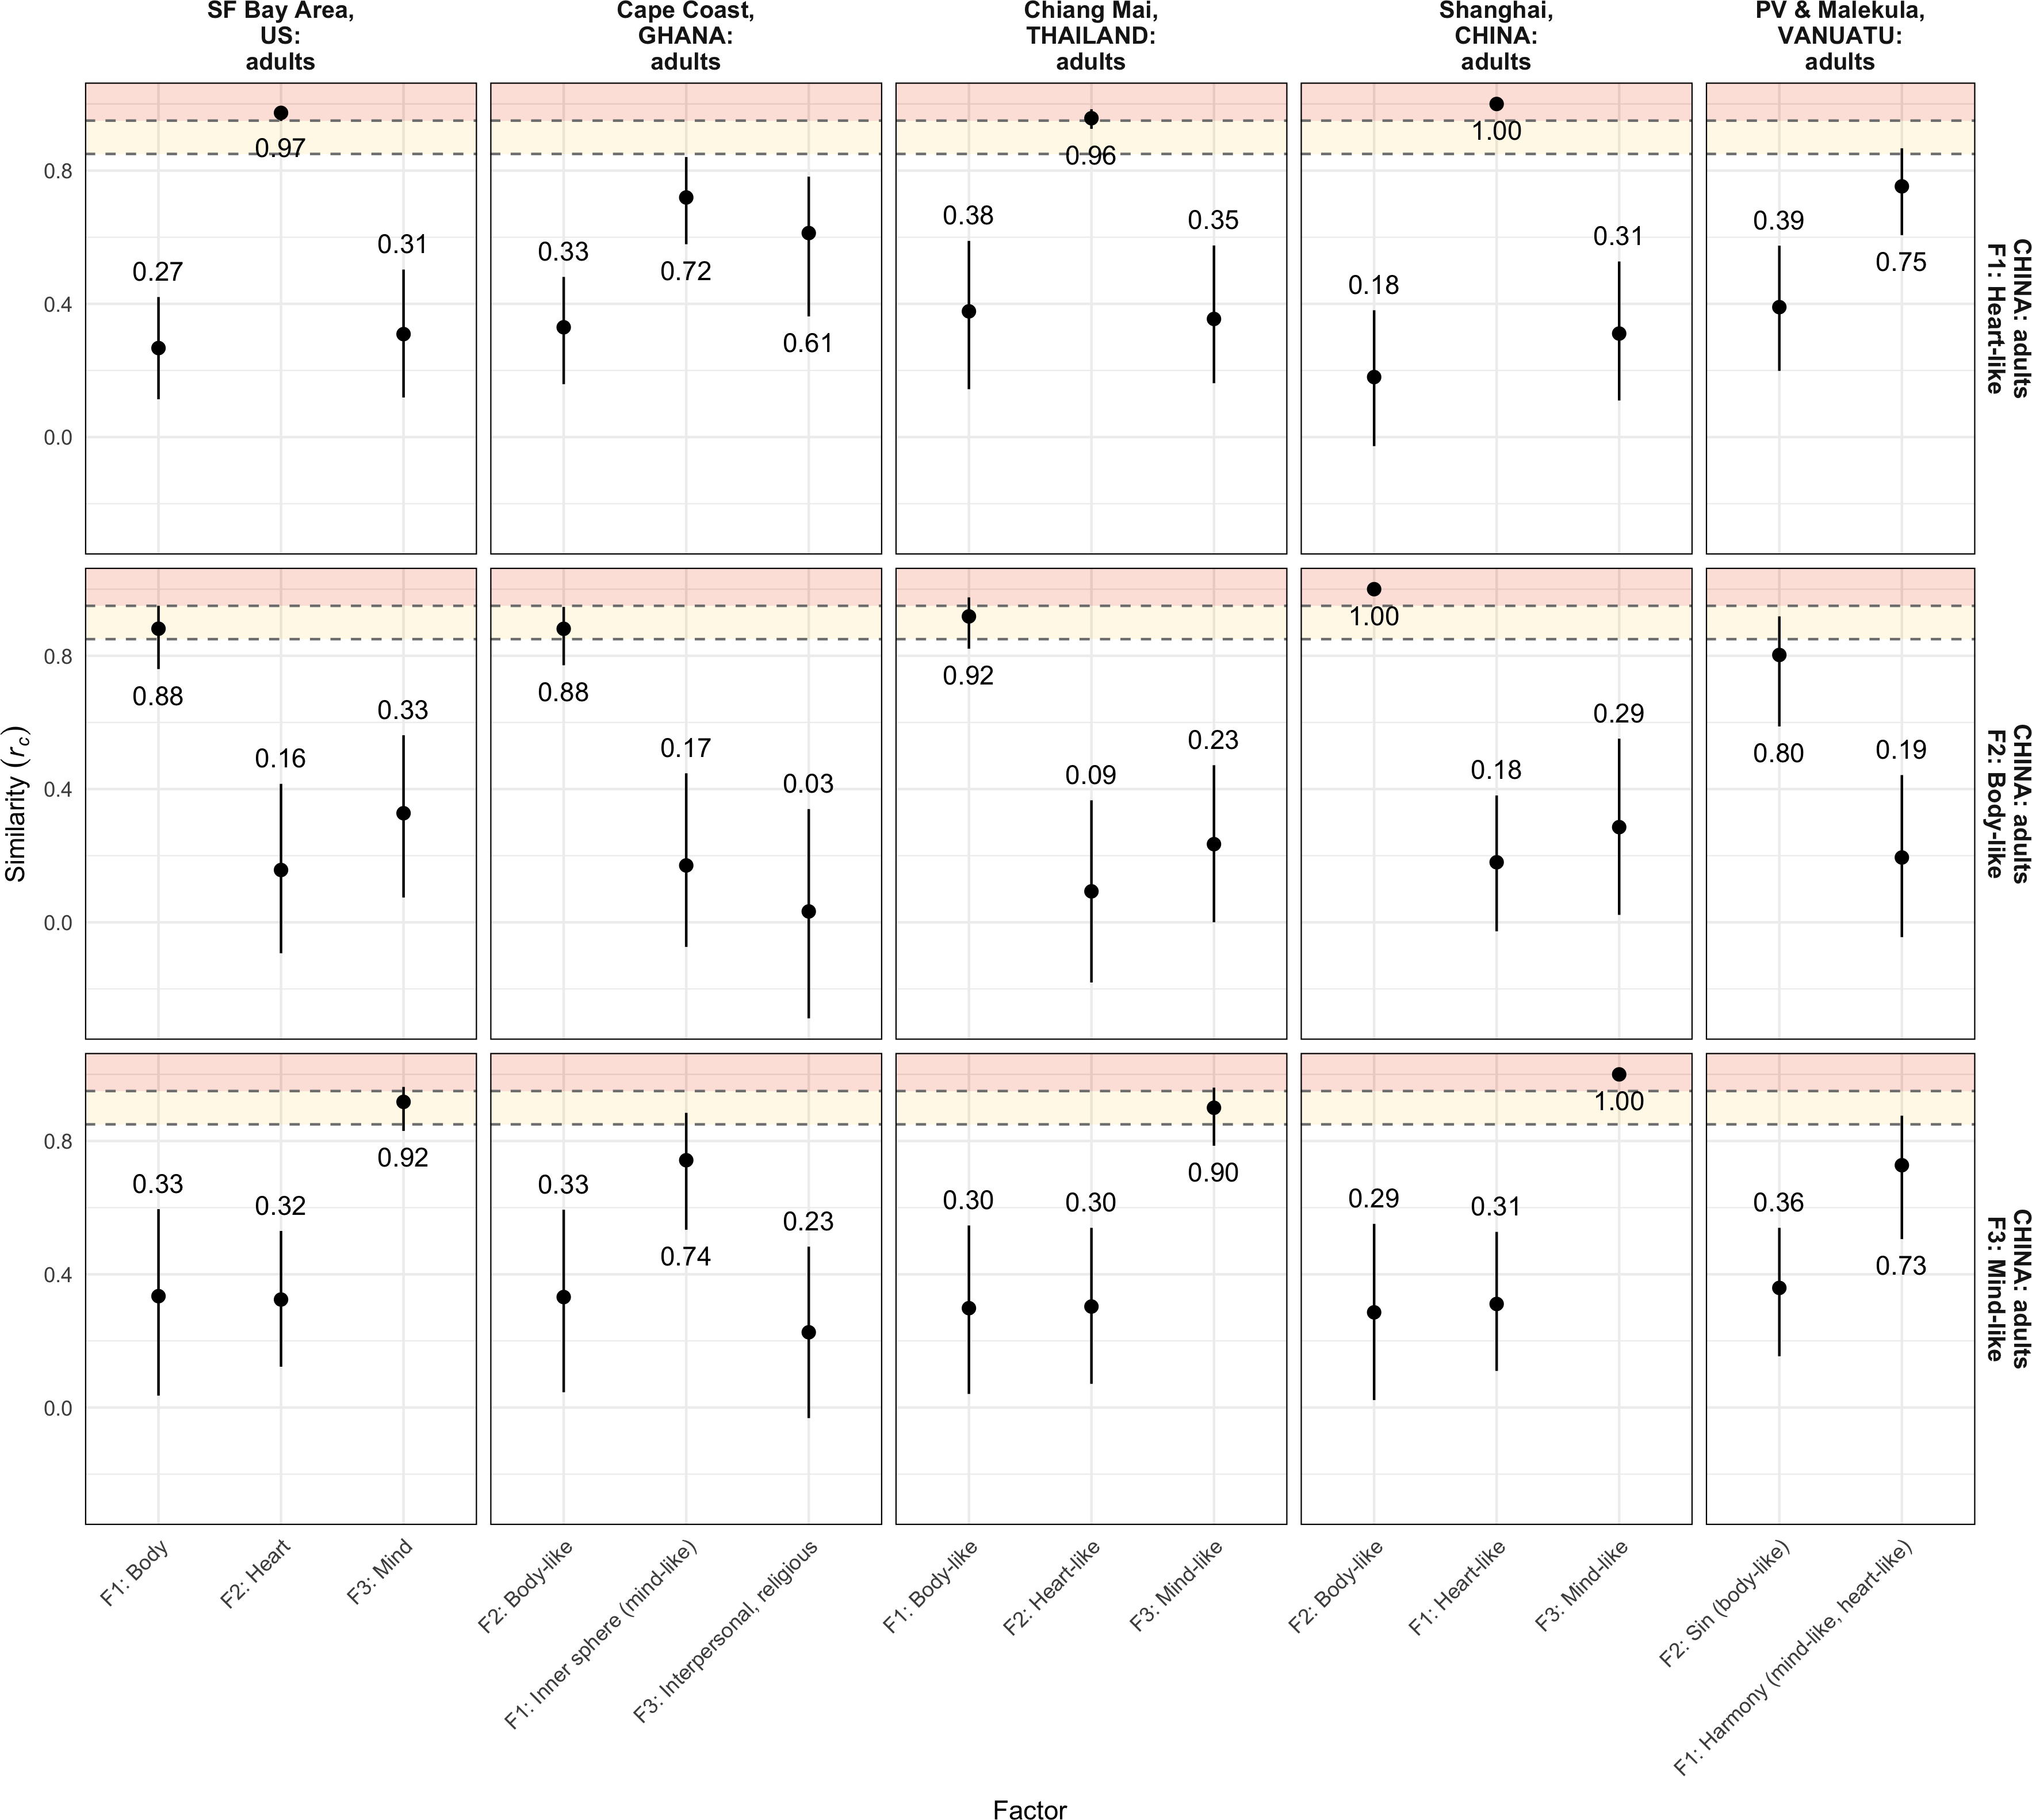 SF Bay Area,
US:
adults
Cape Coast,
GHANA:
adults
Chiang Mai,
THAILAND:
adults
Shanghai,
CHINA:
adults
PV & Malekula,
VANUATU:
adults
Similarity (rc)
0.8
0.4
0.0
0.27
0.97
0.31
0.33
0.72
0.61
0.38
0.96
0.35
0.18
1.00
0.31
0.39
0.75
CHINA: adults
F1: Heart-like
0.8
0.4
0.0
0.88
0.16
0.33
0.88
0.17
0.03
0.92
0.09
0.23
1.00
0.18
0.29
0.80
0.19
CHINA: adults
F2: Body-like
0.8
0.4
0.0
0.33
0.32
0.92
0.33
0.74
0.23
0.30
0.30
0.90
0.29
0.31
1.00
0.36
0.73
CHINA: adults
F3: Mind-like
F1: Body
F2: Heart
F3: Mind
F2: Body-like
F1: Inner sphere (mind-like)
F3: Interpersonal, religious
F1: Body-like
F2: Heart-like
F3: Mind-like
F2: Body-like
F1: Heart-like
F3: Mind-like
F2: Sin (body-like)
F1: Harmony (mind-like, heart-like)
Factor